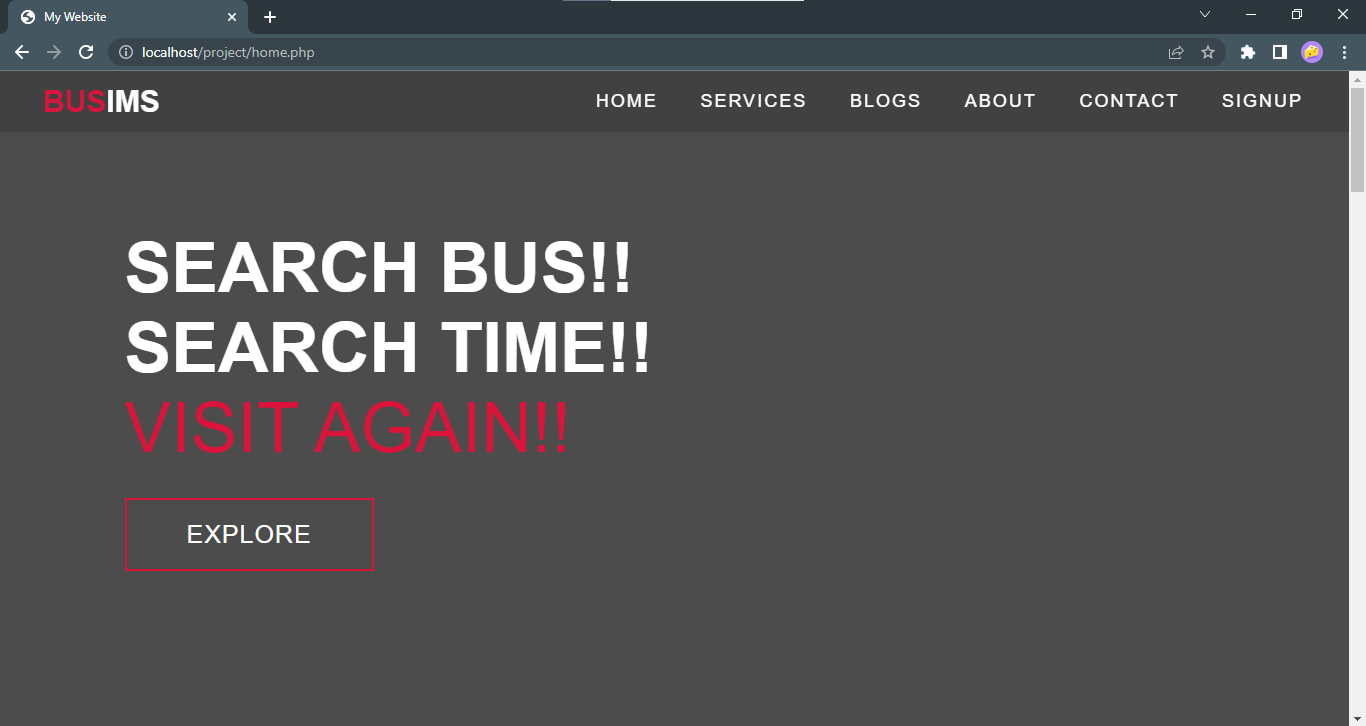 My Website
localhost/project/home.php
BUSIMS
HOME SERVICES BLOGS ABOUT CONTACT SIGNUP
SEARCH BUS!!
SEARCH TIME!!
VISIT AGAIN!!
EXPLORE